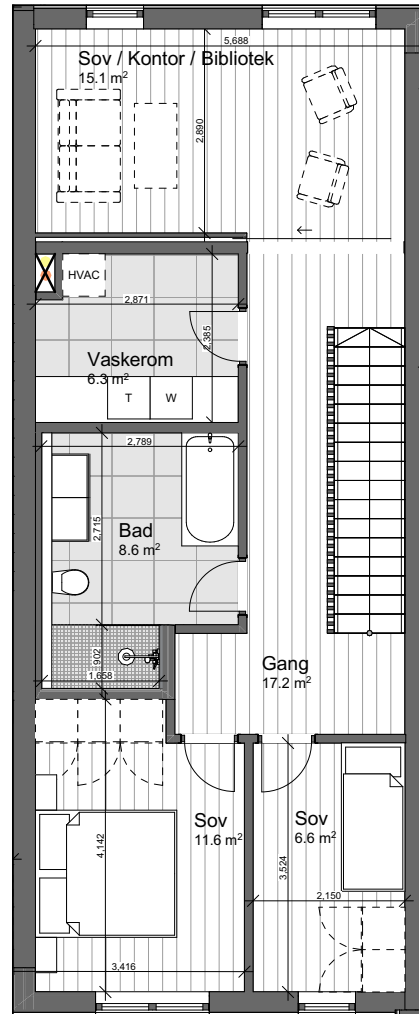 5,688
Sov / Kontor / Bibliotek
15.1 m²
2,890
HVAC
2,871
2,385
Vaskerom
6.3 m²
T
W
2,789
2,715
Bad
8.6 m²
902
1,658
Gang
17.2 m²
4,142
Sov
11.6 m²
3,524
Sov
6.6 m²
2,150
3,416